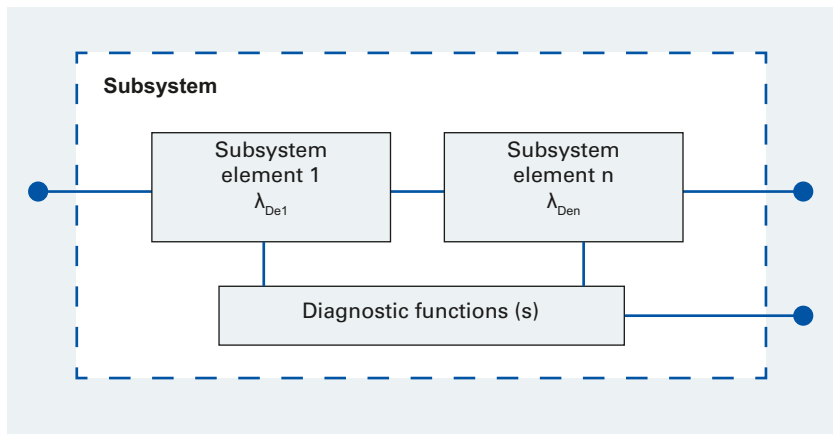 Subsystem
Subsystem
element 1
λDe1
Subsystem
element n
λDen
Diagnostic functions (s)